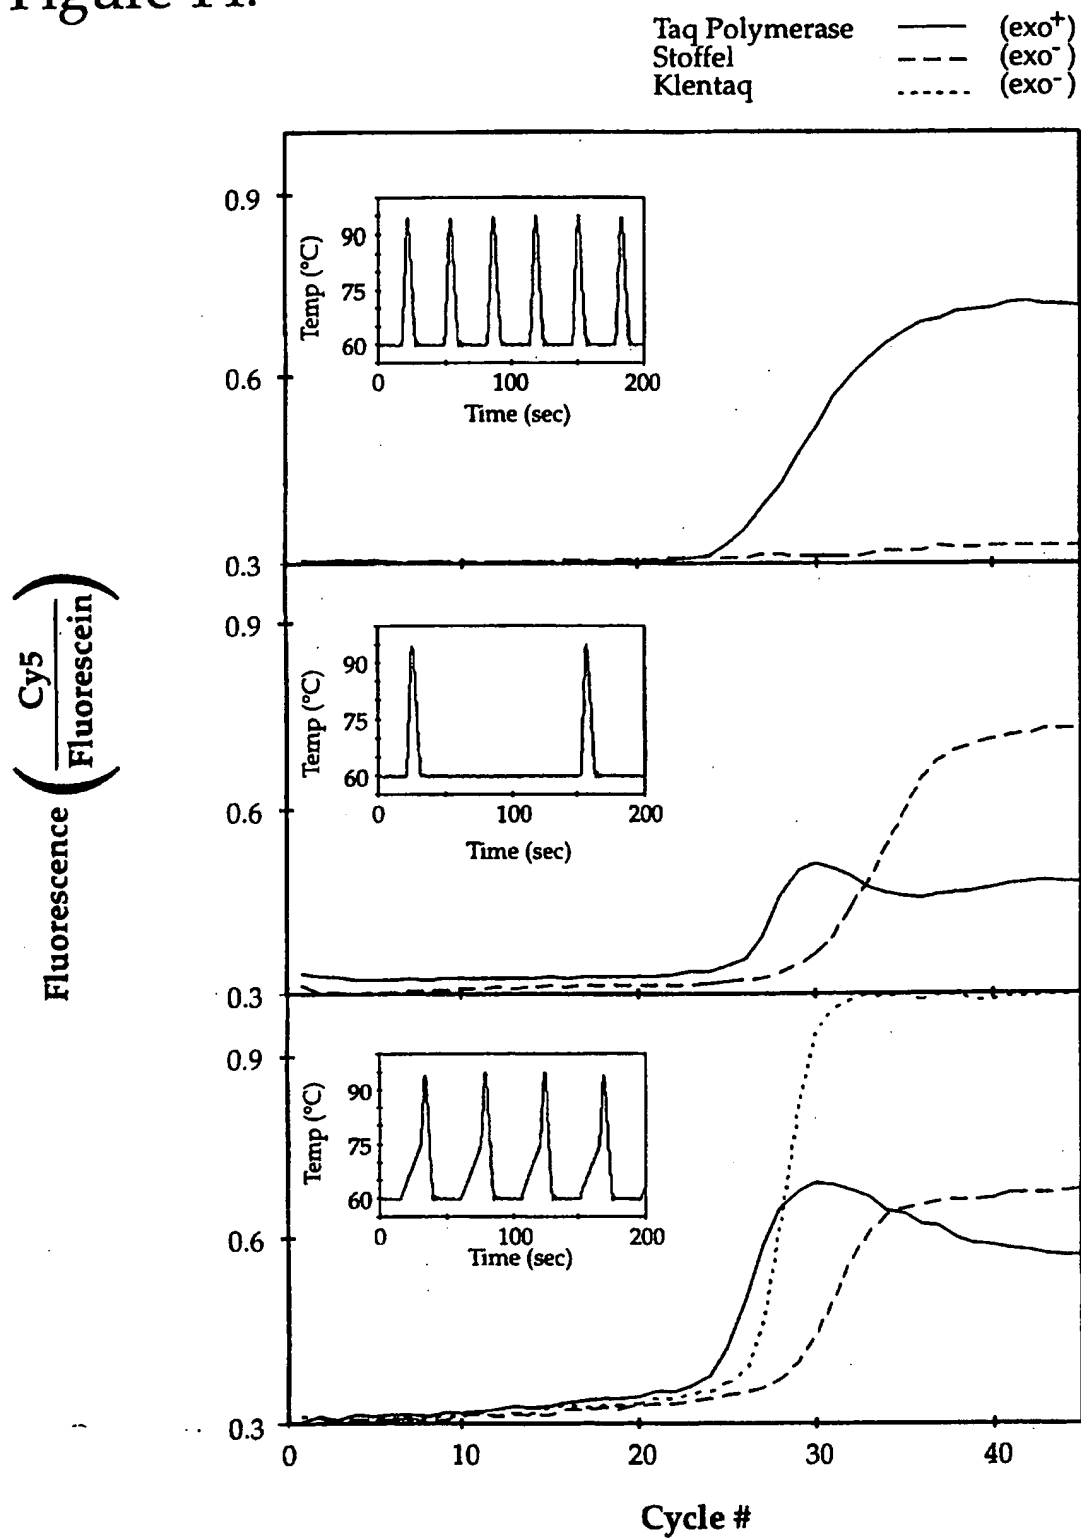 Figure 11.
Taq Polymerase (exo+)
Stoffel (exo-)
Klentaq (exo-)
0.9
0.6
0.3
Temp (°C)
90
75
60
0 100 200
Time (sec)
0.9
0.6
0.3
Temp (°C)
90
75
60
0 100 200
Time (sec)
0.9
0.6
0.3
Temp (°C)
90
75
60
0 100 200
Time (sec)
Fluorescence (Cy5 / Fluorescein)
0 10 20 30 40
Cycle #